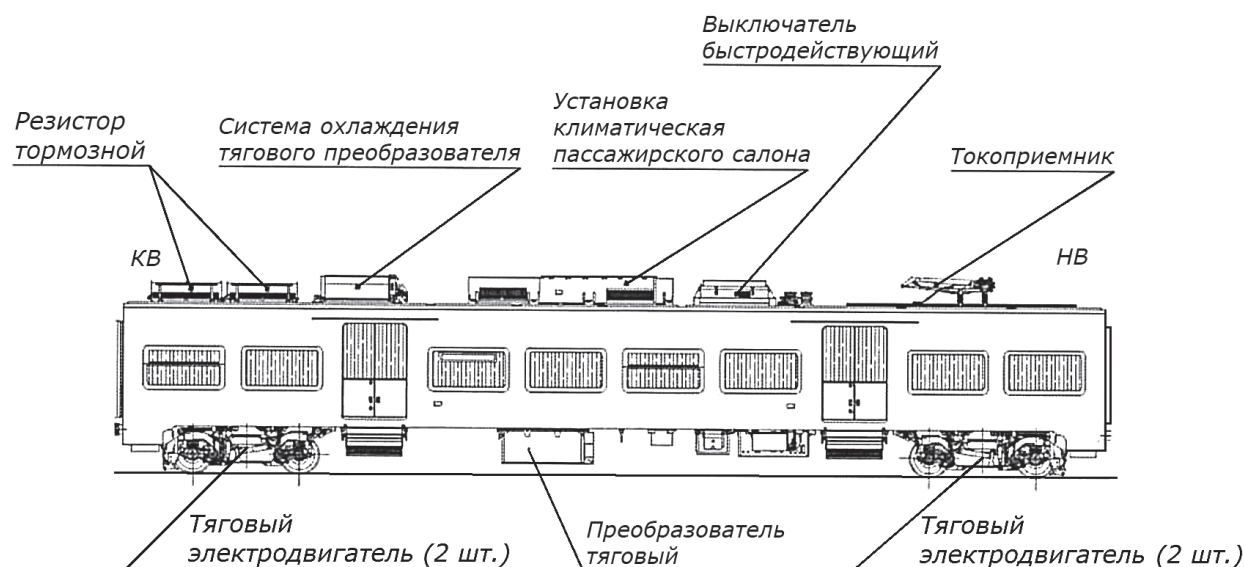 Выключатель
быстродействующий
Установка
климатическая
пассажирского салона
Резистор
тормозной
Система охлаждения
тягового преобразователя
Токоприемник
КВ
НВ
Тяговый
электродвигатель (2 шт.)
Преобразователь
тяговый
Тяговый
электродвигатель (2 шт.)